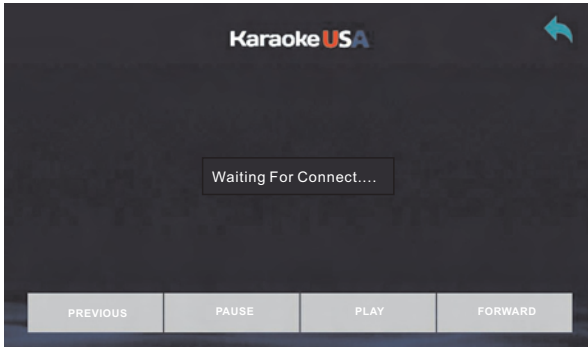 Karaoke USA
Waiting For Connect....
PREVIOUS PAUSE PLAY FORWARD